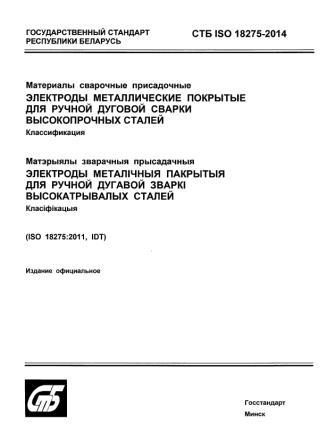 ГОСУДАРСТВЕННЫЙ СТАНДАРТ
РЕСПУБЛИКИ БЕЛАРУСЬ
СТБ ISO 18275-2014
Материалы сварочные присадочные
ЭЛЕКТРОДЫ МЕТАЛЛИЧЕСКИЕ ПОКРЫТЫЕ
ДЛЯ РУЧНОЙ ДУГОВОЙ СВАРКИ
ВЫСОКОПРОЧНЫХ СТАЛЕЙ
Классификация
Матэрыялы зварачныя прысадачныя
ЭЛЕКТРОДЫ МЕТАЛІЧНЫЯ ПАКРЫТЫЯ
ДЛЯ РУЧНОЙ ДУГАВОЙ ЗВАРКІ
ВЫСОКАТРЫВАЛЫХ СТАЛЕЙ
Класіфікацыя
(ISO 18275:2011, IDT)
Издание официальное
СТБ
Госстандарт
Минск